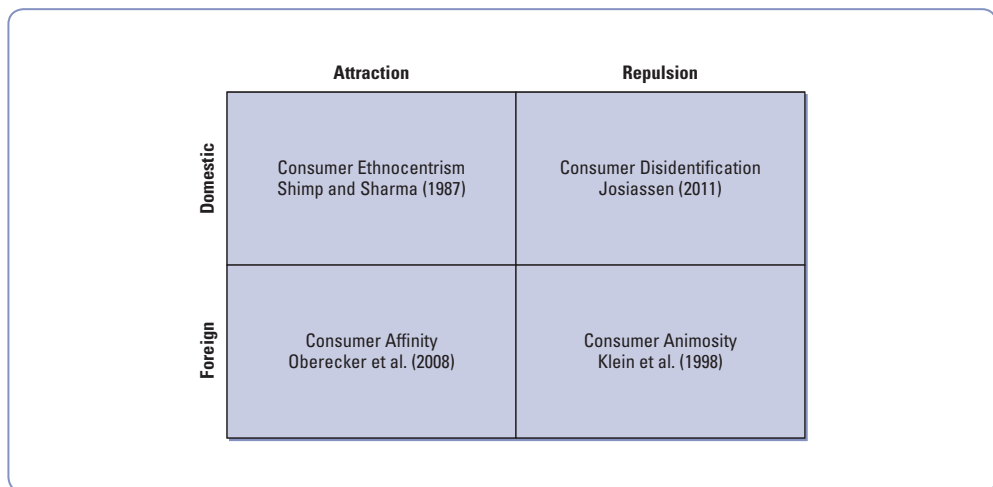 Attraction
Repulsion
Domestic
Consumer Ethnocentrism
Shimp and Sharma (1987)
Consumer Disidentification
Josiassen (2011)
Foreign
Consumer Affinity
Oberecker et al. (2008)
Consumer Animosity
Klein et al. (1998)